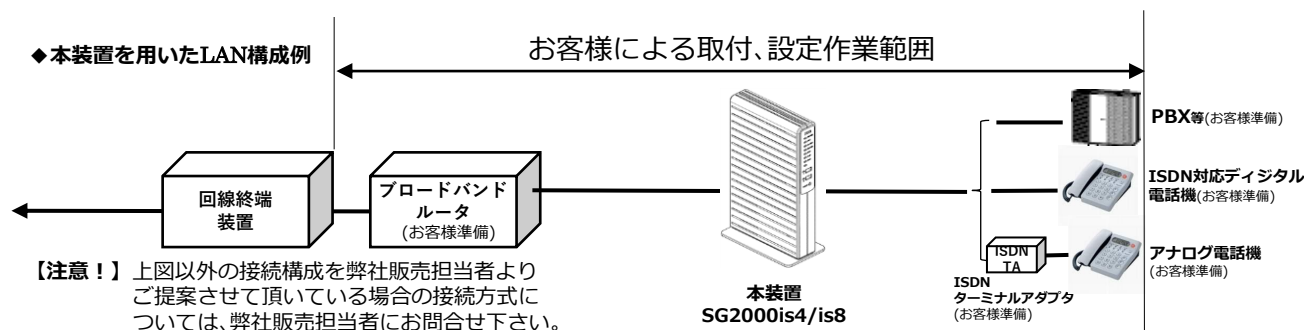 お客様による取付、設定作業範囲
◆本装置を用いたLAN構成例
PBX等(お客様準備)
ISDN対応ディジタル
電話機(お客様準備)
回線終端
装置
ブロードバンド
ルータ
(お客様準備)
ISDN
TA
アナログ電話機
(お客様準備)
ISDN
ターミナルアダプタ
(お客様準備)
本装置
SG2000is4/is8
【注意！】上図以外の接続構成を弊社販売担当者より
ご提案させて頂いている場合の接続方式に
ついては、弊社販売担当者にお問合せ下さい。